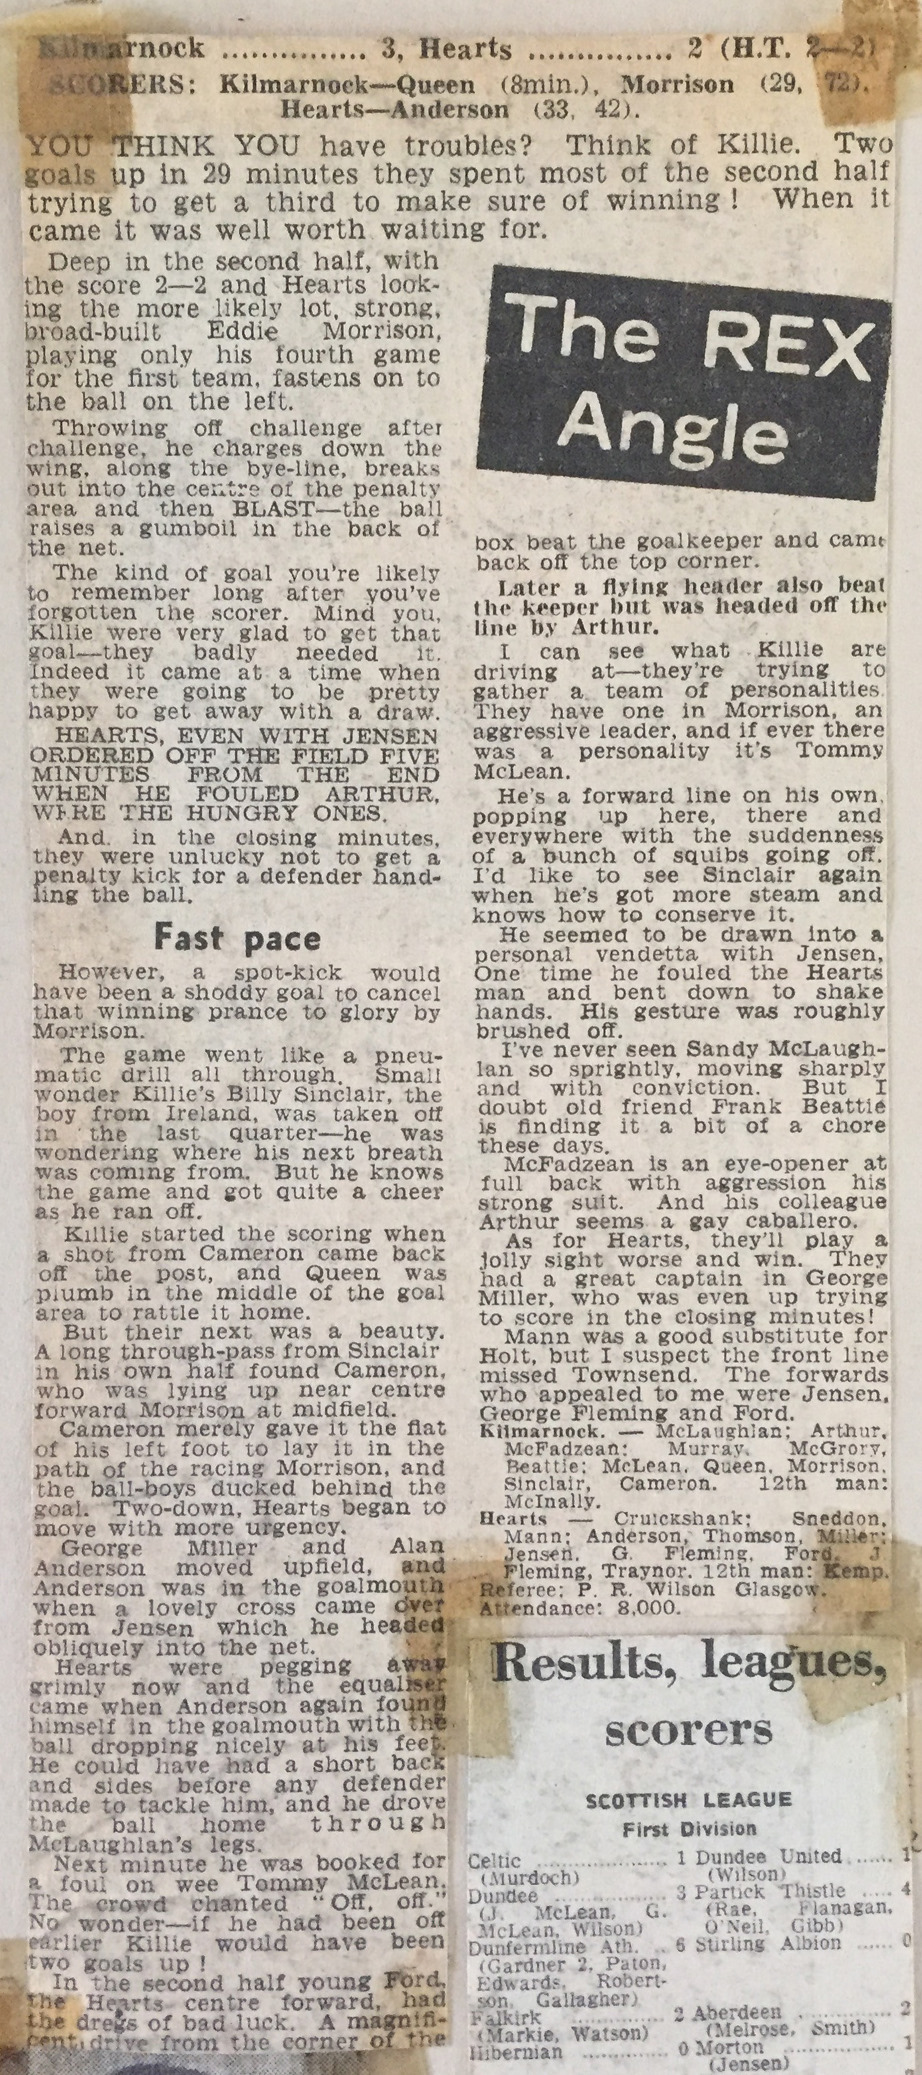 Kilmarnock ............... 3, Hearts ............... 2 (H.T. 2—2)
SCORERS: Kilmarnock—Queen (8min.), Morrison (29, 72).
Hearts—Anderson (33, 42).
YOU THINK YOU have troubles? Think of Killie. Two
goals up in 29 minutes they spent most of the second half
trying to get a third to make sure of winning! When it
came it was well worth waiting for.
Deep in the second half, with
the score 2—2 and Hearts look-
ing the more likely lot, strong,
broad-built Eddie Morrison,
playing only his fourth game
for the first team, fastens on to
the ball on the left.
Throwing off challenge after
challenge, he charges down the
wing, along the bye-line, breaks
out into the centre of the penalty
area and then BLAST—the ball
raises a gumboil in the back of
the net.
The kind of goal you're likely
to remember long after you've
forgotten the scorer. Mind you,
Killie were very glad to get that
goal—they badly needed it.
Indeed it came at a time when
they were going to be pretty
happy to get away with a draw.
HEARTS, EVEN WITH JENSEN
ORDERED OFF THE FIELD FIVE
MINUTES FROM THE END
WHEN HE FOULED ARTHUR,
WERE THE HUNGRY ONES.
And, in the closing minutes,
they were unlucky not to get a
penalty kick for a defender hand-
ling the ball.
Fast pace
However, a spot-kick would
have been a shoddy goal to cancel
that winning prance to glory by
Morrison.
The game went like a pneu-
matic drill all through. Small
wonder Killie's Billy Sinclair, the
boy from Ireland, was taken off
in the last quarter—he was
wondering where his next breath
was coming from. But he knows
the game and got quite a cheer
as he ran off.
Killie started the scoring when
a shot from Cameron came back
off the post, and Queen was
plumb in the middle of the goal
area to rattle it home.
But their next was a beauty.
A long through-pass from Sinclair
in his own half found Cameron,
who was lying up near centre
forward Morrison at midfield.
Cameron merely gave it the flat
of his left foot to lay it in the
path of the racing Morrison, and
the ball-boys ducked behind the
goal. Two-down, Hearts began to
move with more urgency.
George Miller and Alan
Anderson moved upfield, and
Anderson was in the goalmouth
when a lovely cross came over
from Jensen which he headed
obliquely into the net.
Hearts were pegging away
grimly now and the equaliser
came when Anderson again found
himself in the goalmouth with the
ball dropping nicely at his feet.
He could have had a short back
and sides before any defender
made to tackle him, and he drove
the ball home through
McLaughlan's legs.
Next minute he was booked for
a foul on wee Tommy McLean.
The crowd chanted "Off, off."
No wonder—if he had been off
earlier Killie would have been
two goals up!
In the second half young Ford,
the Hearts centre forward, had
the dregs of bad luck. A magnifi-
cent drive from the corner of the
The REX
Angle
box beat the goalkeeper and came
back off the top corner.
Later a flying header also beat
the keeper but was headed off the
line by Arthur.
I can see what Killie are
driving at—they're trying to
gather a team of personalities.
They have one in Morrison, an
aggressive leader, and if ever there
was a personality it's Tommy
McLean.
He's a forward line on his own,
popping up here, there and
everywhere with the suddenness
of a bunch of squibs going off.
I'd like to see Sinclair again
when he's got more steam and
knows how to conserve it.
He seemed to be drawn into a
personal vendetta with Jensen,
One time he fouled the Hearts
man and bent down to shake
hands. His gesture was roughly
brushed off.
I've never seen Sandy McLaugh-
lan so sprightly, moving sharply
and with conviction. But I
doubt old friend Frank Beattie
is finding it a bit of a chore
these days.
McFadzean is an eye-opener at
full back with aggression his
strong suit. And his colleague
Arthur seems a gay caballero.
As for Hearts, they'll play a
jolly sight worse and win. They
had a great captain in George
Miller, who was even up trying
to score in the closing minutes!
Mann was a good substitute for
Holt, but I suspect the front line
missed Townsend. The forwards
who appealed to me were Jensen,
George Fleming and Ford.
Kilmarnock. — McLaughlan; Arthur,
McFadzean; Murray, McGrory,
Beattie; McLean, Queen, Morrison,
Sinclair, Cameron. 12th man:
McInally.
Hearts — Cruickshank; Sneddon,
Mann; Anderson, Thomson, Miller;
Jensen, G. Fleming, Ford, J.
Fleming, Traynor. 12th man: Kemp.
Referee: P. R. Wilson Glasgow.
Attendance: 8,000.
Results, leagues,
scorers
SCOTTISH LEAGUE
First Division
Celtic .................... 1 Dundee United ...... 1
(Murdoch) (Wilson)
Dundee ................ 3 Partick Thistle ..... 4
(J. McLean, G. (Rae, Flanagan,
McLean, Wilson) O'Neil, Gibb)
Dunfermline Ath. .. 6 Stirling Albion ...... 0
(Gardner 2, Paton,
Edwards, Robert-
son, Gallagher)
Falkirk ................. 2 Aberdeen ............. 2
(Markie, Watson) (Melrose, Smith)
Hibernian ............ 0 Morton ................. 1
(Jensen)